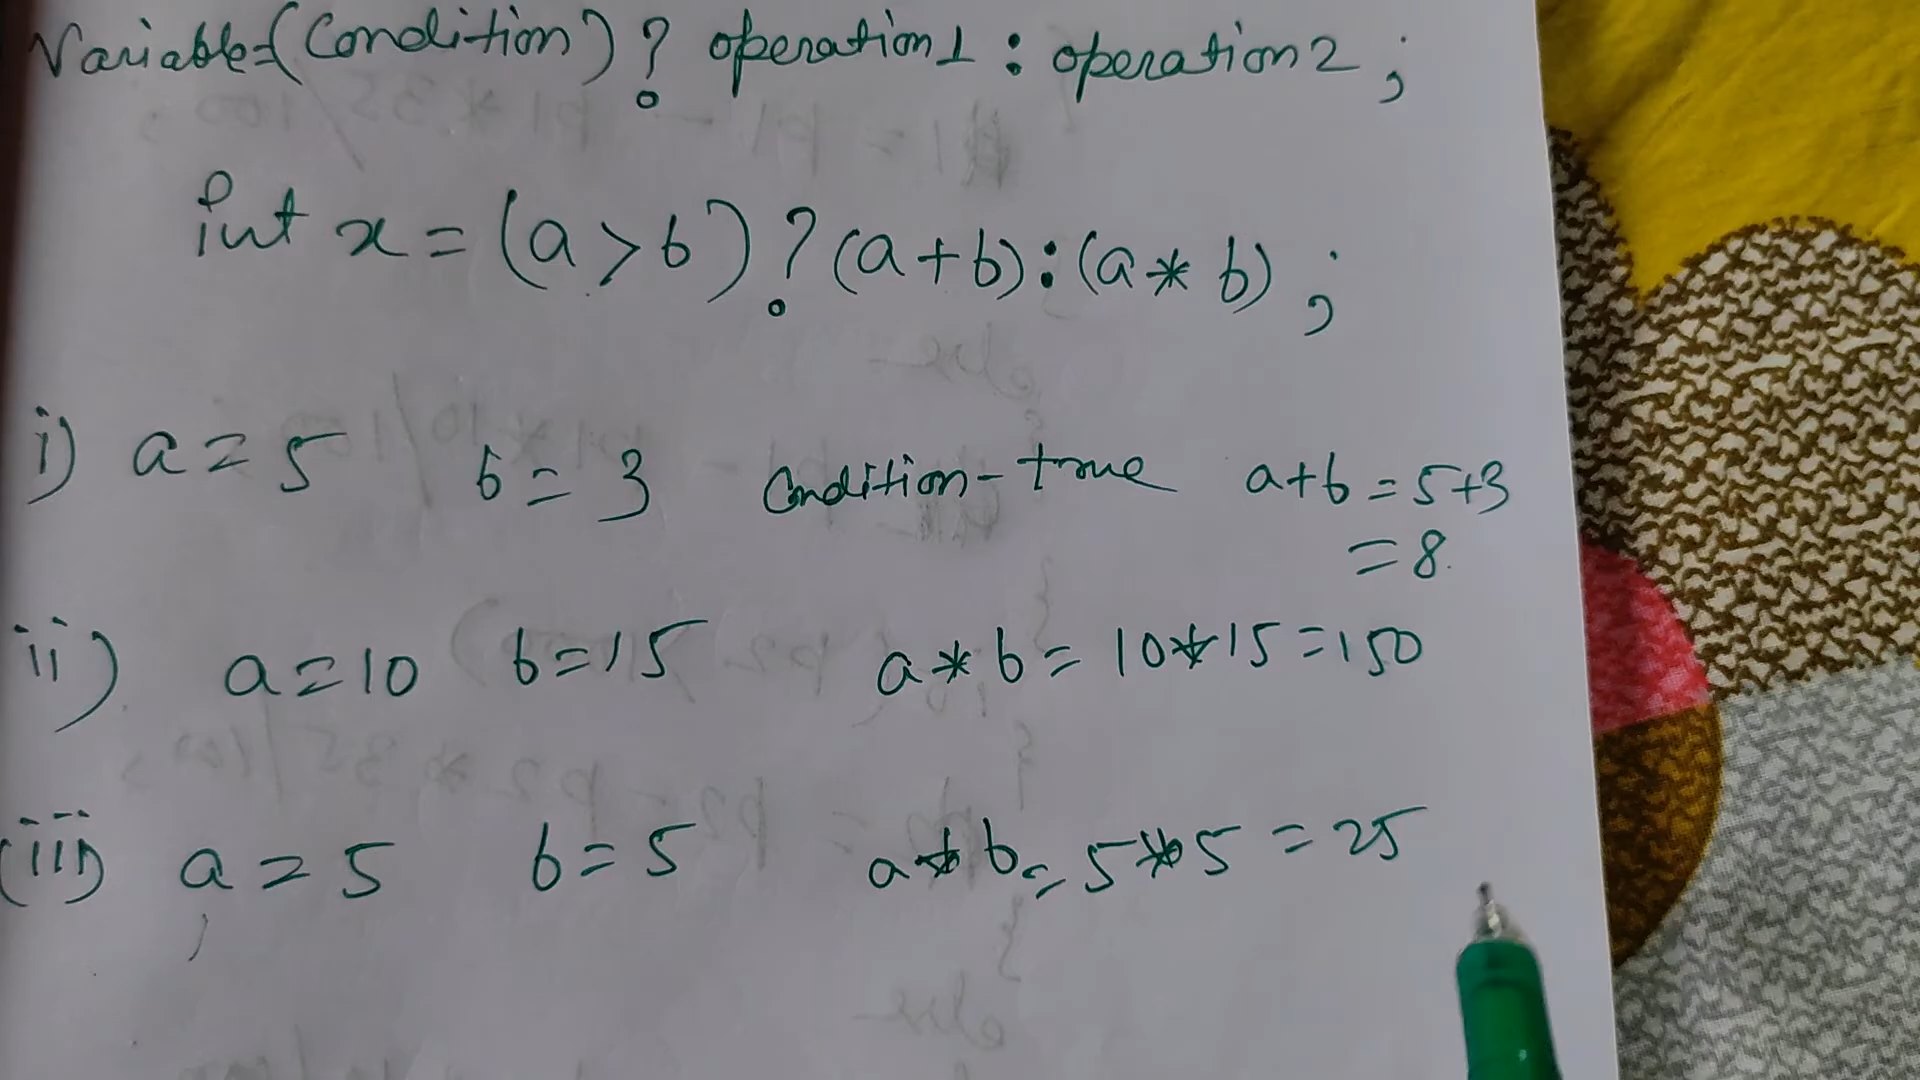 Variable=(Condition) ? operation1 : operation2 ;
int x = (a > b) ? (a+b) : (a * b) ;
i) a = 5 b = 3 Condition - true a+b = 5+3
= 8.
ii) a = 10 b = 15 a * b = 10*15 = 150
(iii) a = 5 b = 5 a * b = 5*5 = 25